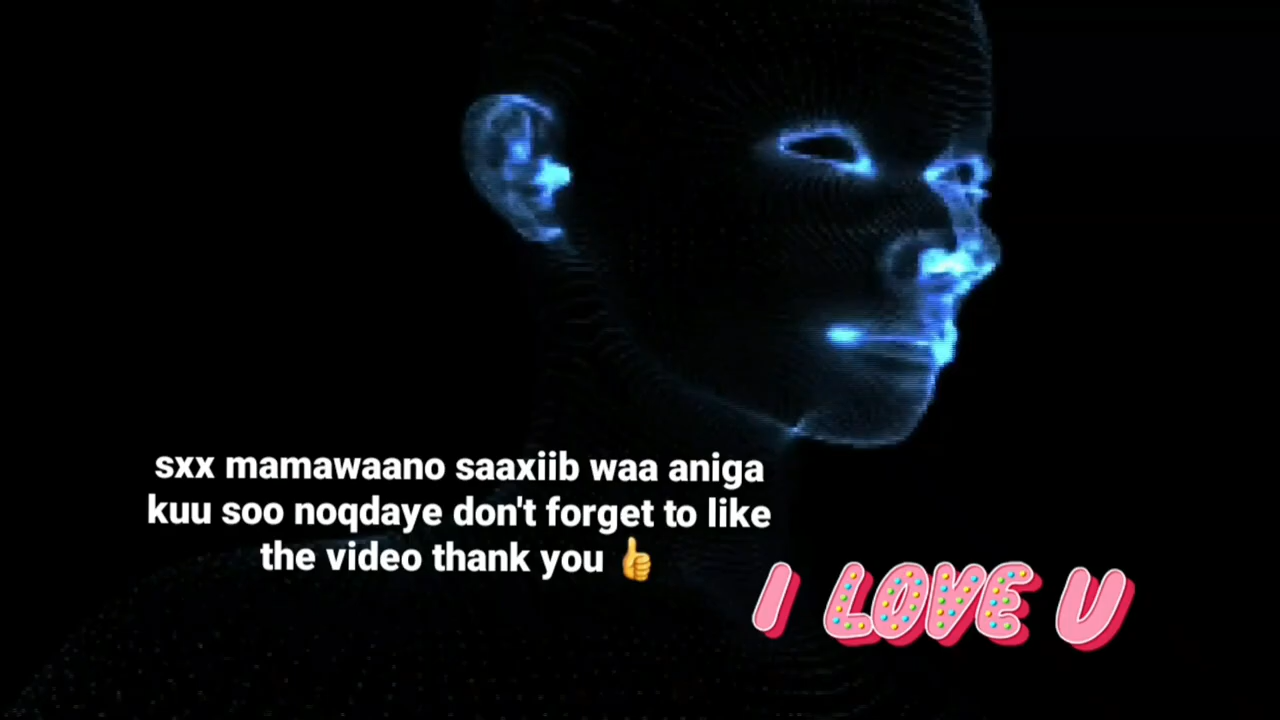 sxx mamawaano saaxiib waa aniga
kuu soo noqdaye don't forget to like
the video thank you 👍
I LOVE U